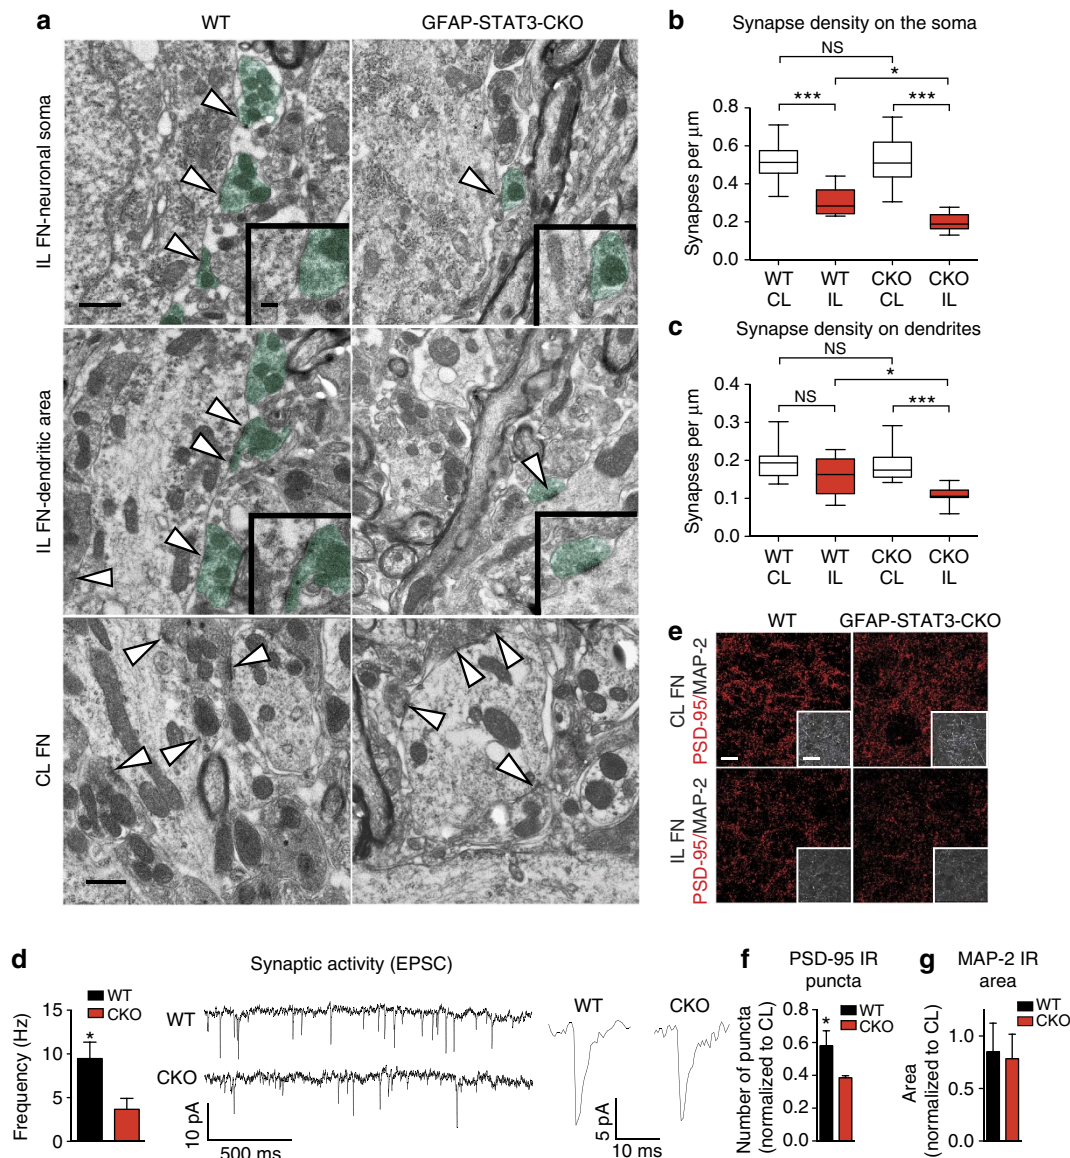 a
WT
GFAP-STAT3-CKO
IL FN-neuronal soma
IL FN-dendritic area
CL FN
b
Synapse density on the soma
NS
*
*** ***
Synapses per µm
0.8
0.6
0.4
0.2
0.0
WT CKO
WT CKO
CL IL CL IL
c
Synapse density on dendrites
NS
*
NS ***
Synapses per µm
0.4
0.3
0.2
0.1
0.0
WT WT CKO CKO
CL IL CL IL
e
WT
GFAP-STAT3-CKO
CL FN
PSD-95/MAP-2
IL FN
PSD-95/MAP-2
d
Synaptic activity (EPSC)
WT
CKO
Frequency (Hz)
15
10
5
0
*
WT
CKO
10 pA
500 ms
WT
CKO
5 pA
10 ms
f
PSD-95 IR
puncta
WT
CKO
Number of puncta
(normalized to CL)
0.8
0.6
0.4
0.2
0.0
*
g
MAP-2 IR
area
WT
CKO
Area
(normalized to CL)
1.0
0.5
0.0